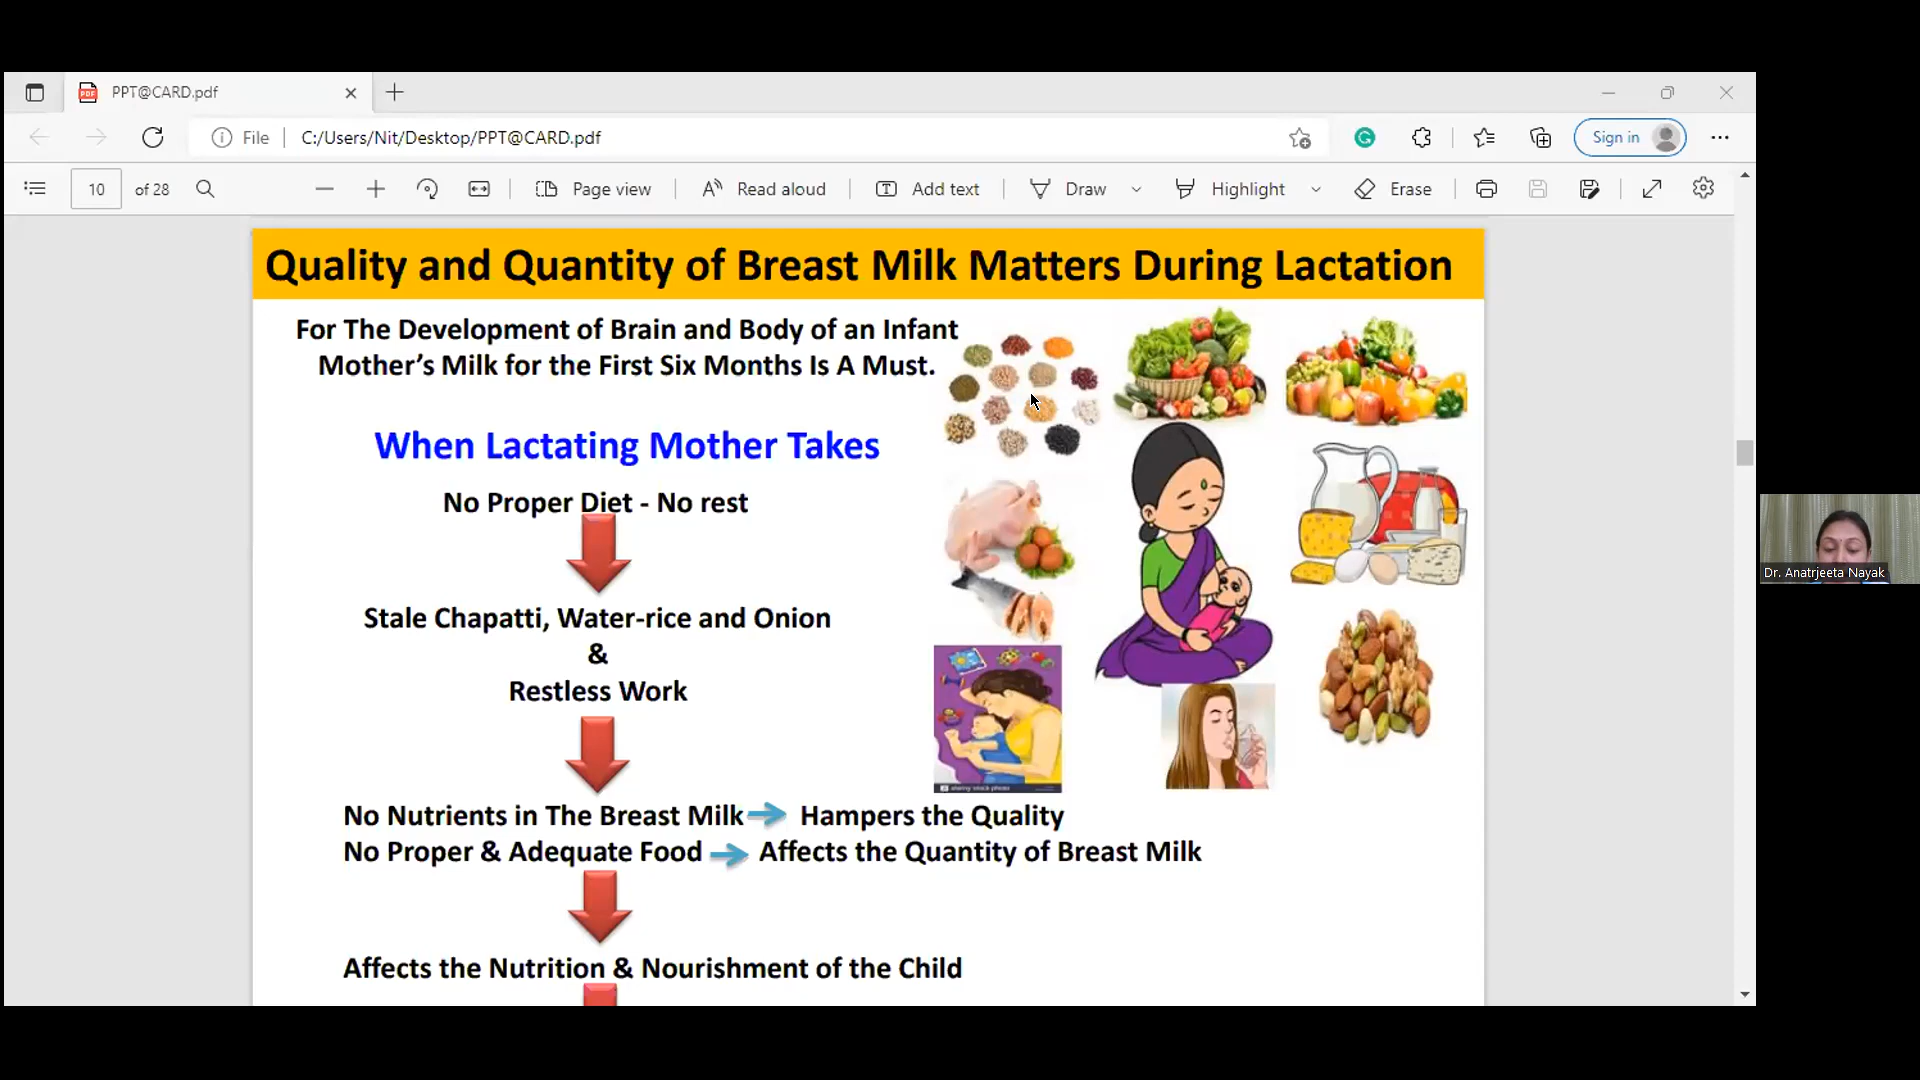 PPT@CARD.pdf
File
C:/Users/Nit/Desktop/PPT@CARD.pdf
Sign in
10 of 28
Page view
Read aloud
Add text
Draw
Highlight
Erase
Quality and Quantity of Breast Milk Matters During Lactation
For The Development of Brain and Body of an Infant
Mother’s Milk for the First Six Months Is A Must.
When Lactating Mother Takes
No Proper Diet - No rest
Stale Chapatti, Water-rice and Onion
&
Restless Work
No Nutrients in The Breast Milk Hampers the Quality
No Proper & Adequate Food Affects the Quantity of Breast Milk
Affects the Nutrition & Nourishment of the Child
Dr. Anatrjeeta Nayak